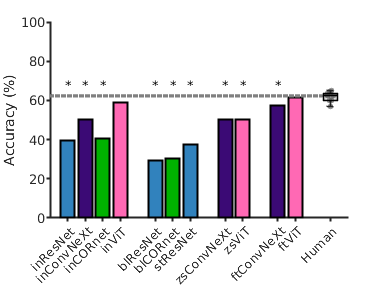 100
80
60
40
20
0
Accuracy (%)
* * * * * * * * *
inResNet
inConvNeXt
inCORnet
inViT
blResNet
blCORnet
stResNet
zsConvNeXt
zsViT
ftConvNeXt
ftViT
Human